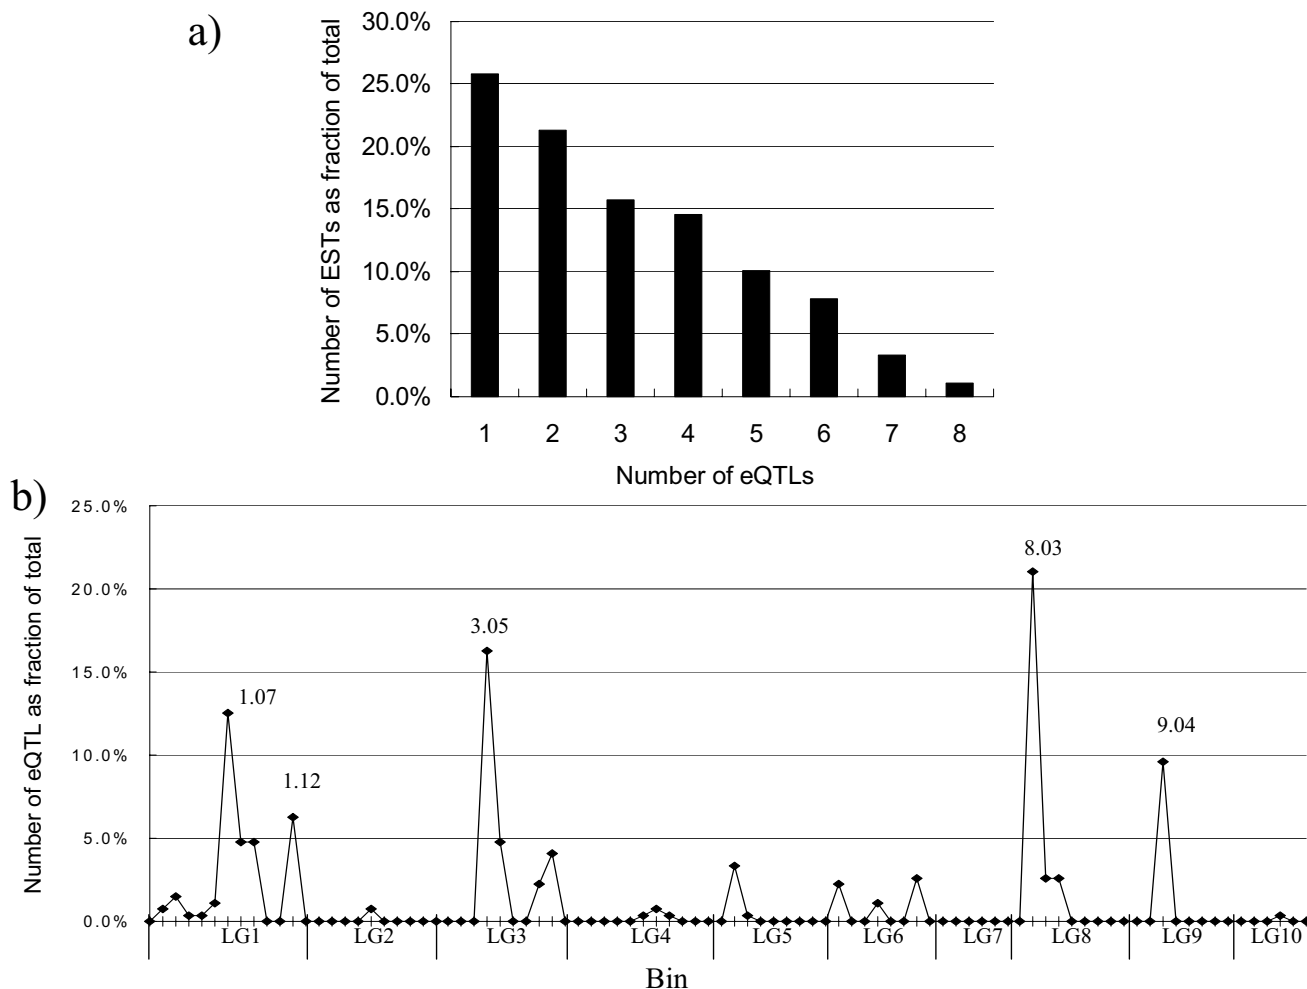 a)
Number of ESTs as fraction of total
30.0%
25.0%
20.0%
15.0%
10.0%
5.0%
0.0%
1 2 3 4 5 6 7 8
Number of eQTLs
b)
Number of eQTL as fraction of total
25.0%
20.0%
15.0%
10.0%
5.0%
0.0%
1.07
1.12
3.05
8.03
9.04
LG1 LG2 LG3 LG4 LG5 LG6 LG7 LG8 LG9 LG10
Bin